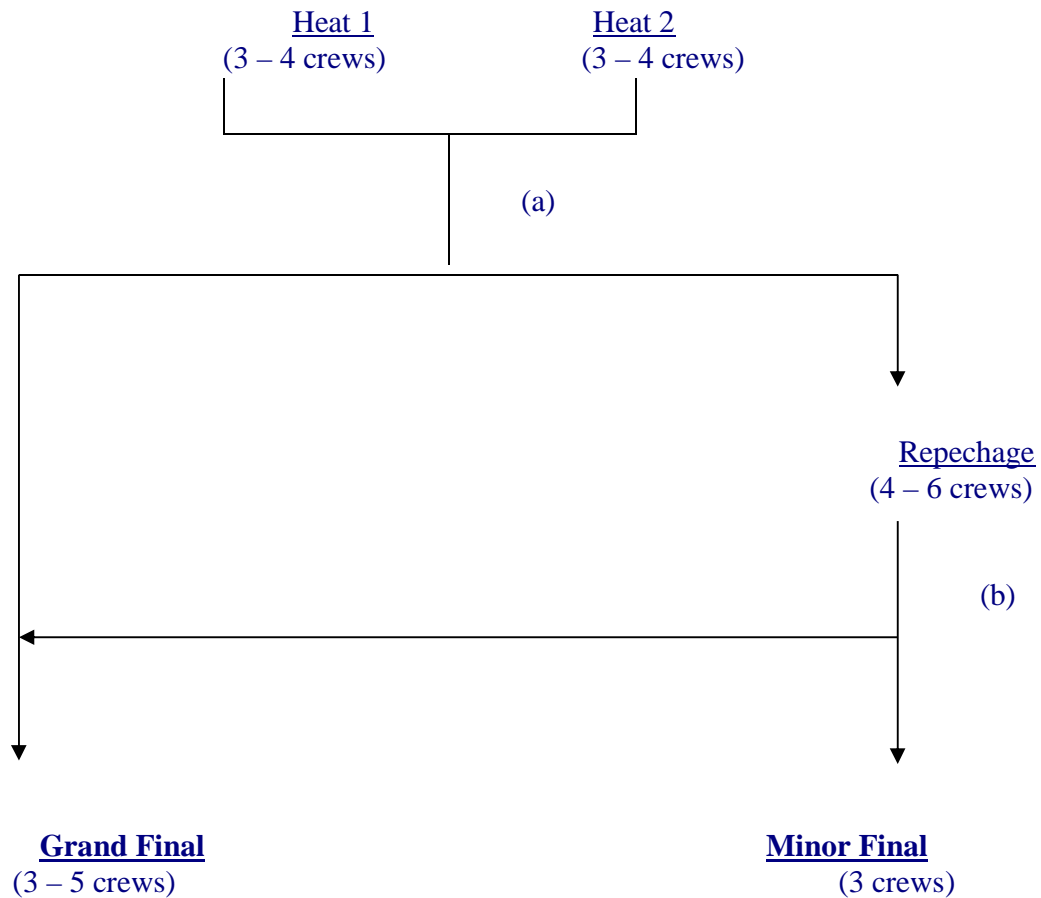 Heat 1 Heat 2
(3 – 4 crews) (3 – 4 crews)
(a)
Repechage
(4 – 6 crews)
(b)
Grand Final Minor Final
(3 – 5 crews) (3 crews)